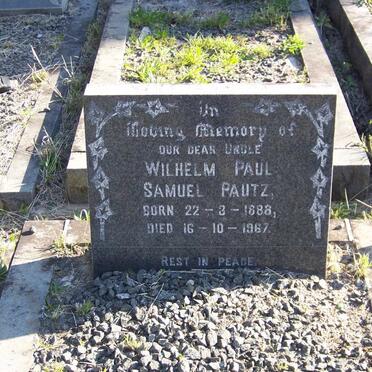 In
Loving Memory of
OUR DEAR UNCLE
WILHELM PAUL
SAMUEL PAUTZ,
BORN 22-3-1888,
DIED 16-10-1967.
REST IN PEACE.